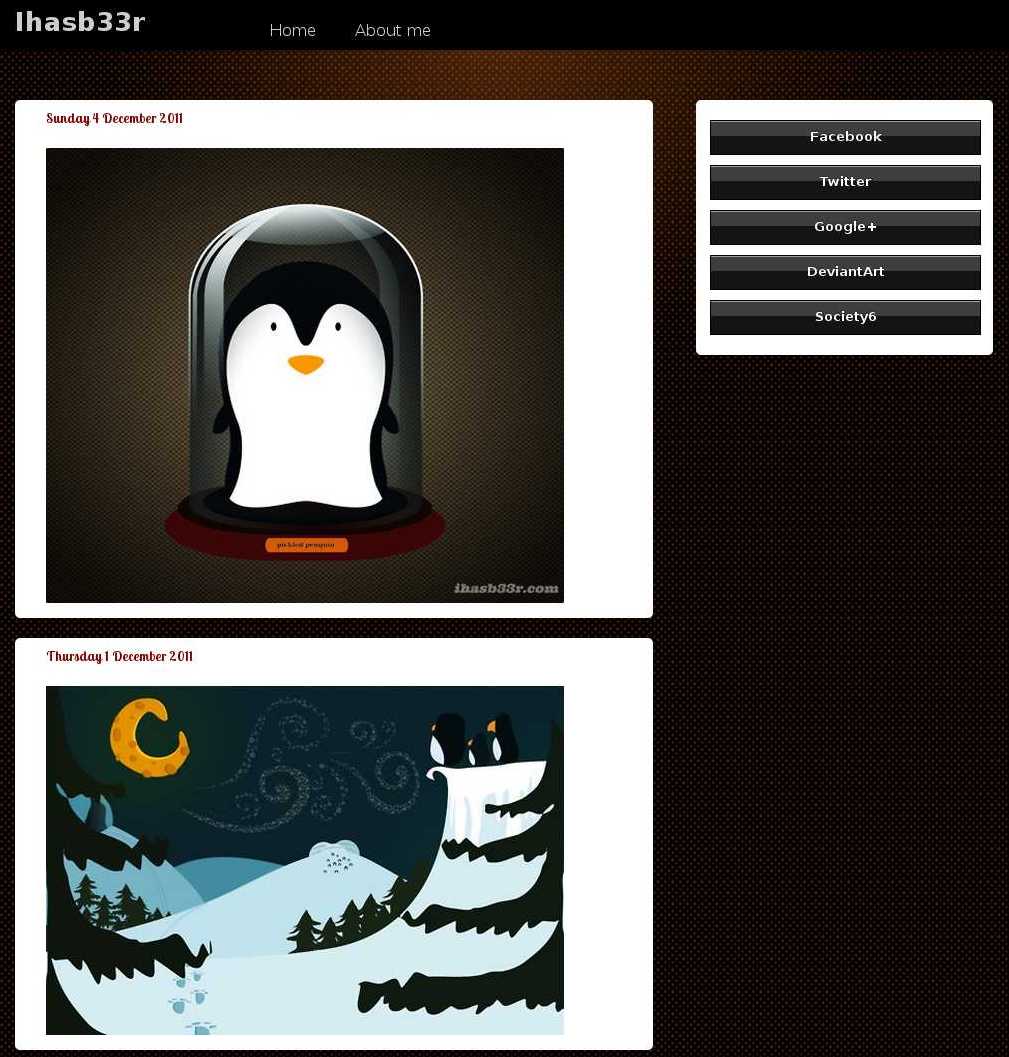 Ihasb33r
Home About me
Sunday 4 December 2011
pickled penguin
ihasb33r.com
Facebook
Twitter
Google+
DeviantArt
Society6
Thursday 1 December 2011